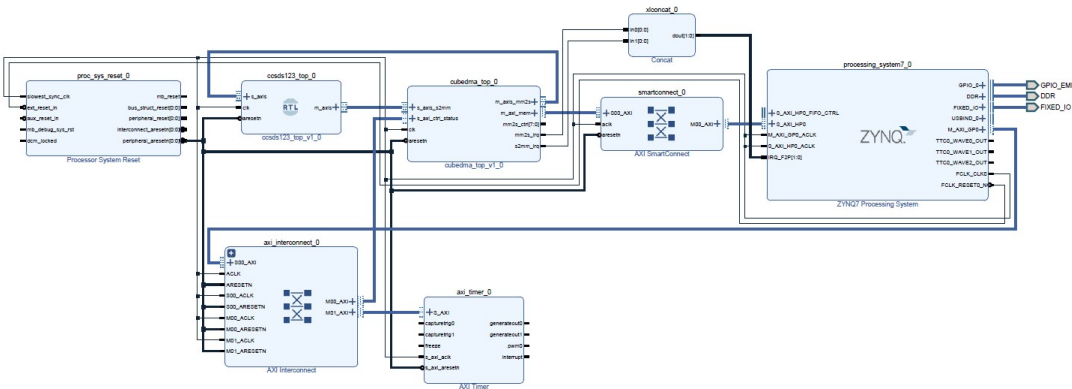 xlconcat_0
In0[0:0]
In1[0:0]
dout[1:0]
Concat
proc_sys_reset_0
slowest_sync_clk
ext_reset_in
aux_reset_in
mb_debug_sys_rst
dcm_locked
mb_reset
bus_struct_reset[0:0]
peripheral_reset[0:0]
interconnect_aresetn[0:0]
peripheral_aresetn[0:0]
Processor System Reset
ccsds123_top_0
s_axis
clk
aresetn
RTL
m_axis
ccsds123_top_v1_0
cubedma_top_0
s_axis_s2mm
s_axi_ctrl_status
clk
aresetn
m_axis_mm2s
m_axi_mem
mm2s_ctrl[7:0]
mm2s_irq
s2mm_irq
cubedma_top_v1_0
smartconnect_0
S00_AXI
aclk
aresetn
M00_AXI
AXI SmartConnect
processing_system7_0
S_AXI_HP0_FIFO_CTRL
S_AXI_HP0
M_AXI_GP0_ACLK
S_AXI_HP0_ACLK
IRQ_F2P[1:0]
ZYNQ
GPIO_0
DDR
FIXED_IO
USBIND_0
M_AXI_GP0
TTC0_WAVE0_OUT
TTC0_WAVE1_OUT
TTC0_WAVE2_OUT
FCLK_CLK0
FCLK_RESET0_N
ZYNQ7 Processing System
GPIO_EMI
DDR
FIXED_IO
axi_interconnect_0
S00_AXI
ACLK
ARESETN
S00_ACLK
S00_ARESETN
M00_ACLK
M00_ARESETN
M01_ACLK
M01_ARESETN
M00_AXI
M01_AXI
AXI Interconnect
axi_timer_0
S_AXI
capturetrig0
capturetrig1
freeze
s_axi_aclk
s_axi_aresetn
generateout0
generateout1
pwm0
interrupt
AXI Timer